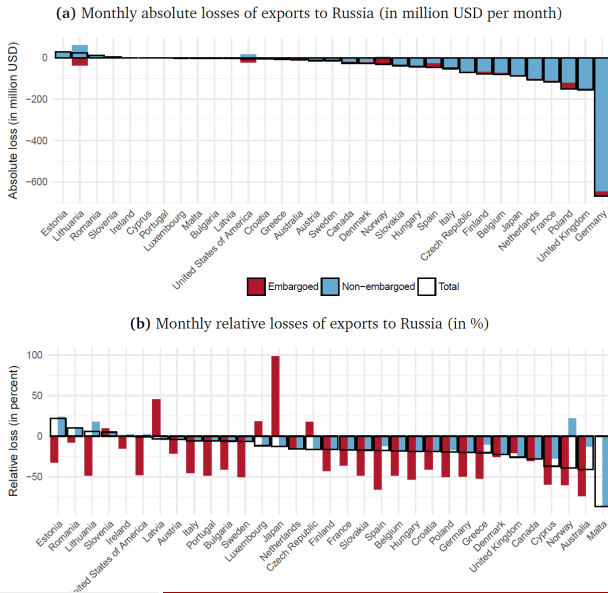 (a) Monthly absolute losses of exports to Russia (in million USD per month)
Absolute loss (in million USD)
0
−200
−400
−600
Estonia
Lithuania
Romania
Slovenia
Ireland
Cyprus
Portugal
Luxembourg
Malta
Bulgaria
Latvia
United States of America
Croatia
Greece
Australia
Austria
Sweden
Canada
Denmark
Norway
Slovakia
Hungary
Spain
Italy
Czech Republic
Finland
Belgium
Japan
Netherlands
France
Poland
United Kingdom
Germany
Embargoed Non−embargoed Total
(b) Monthly relative losses of exports to Russia (in %)
Relative loss (in percent)
100
50
0
−50
Estonia
Romania
Lithuania
Slovenia
Ireland
United States of America
Latvia
Austria
Italy
Portugal
Bulgaria
Sweden
Luxembourg
Japan
Netherlands
Czech Republic
Finland
France
Slovakia
Spain
Belgium
Hungary
Croatia
Poland
Germany
Greece
Denmark
United Kingdom
Canada
Cyprus
Norway
Australia
Malta